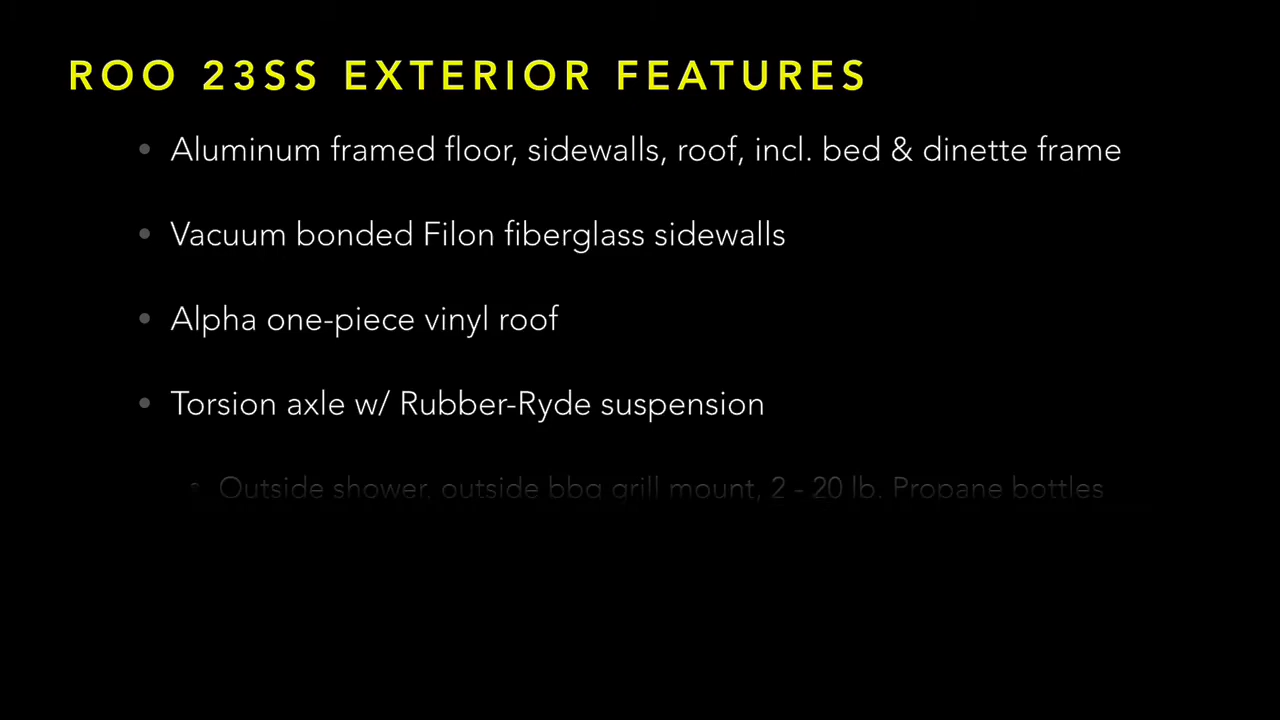 ROO 23SS EXTERIOR FEATURES
• Aluminum framed floor, sidewalls, roof, incl. bed & dinette frame
• Vacuum bonded Filon fiberglass sidewalls
• Alpha one-piece vinyl roof
• Torsion axle w/ Rubber-Ryde suspension
• Outside shower, outside bbq grill mount, 2 - 20 lb. Propane bottles